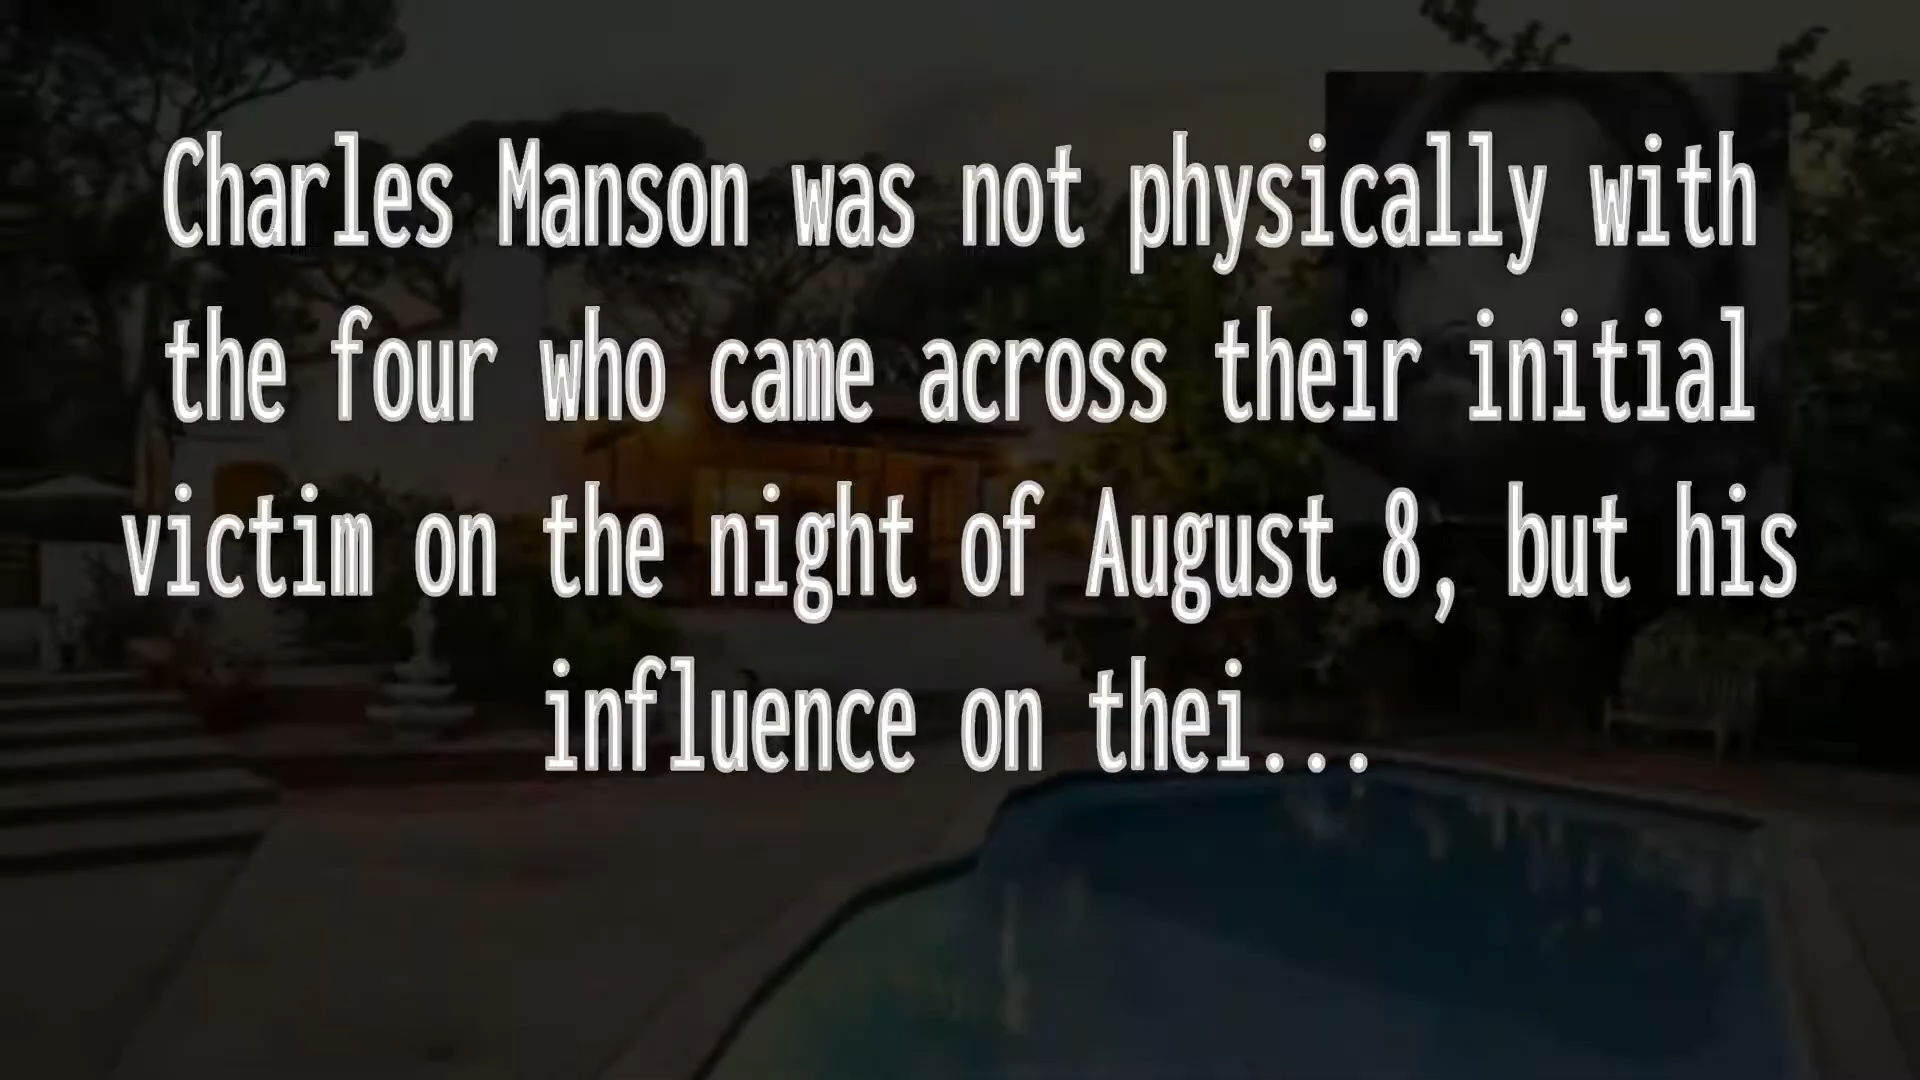 Charles Manson was not physically with
the four who came across their initial
victim on the night of August 8, but his
influence on thei...